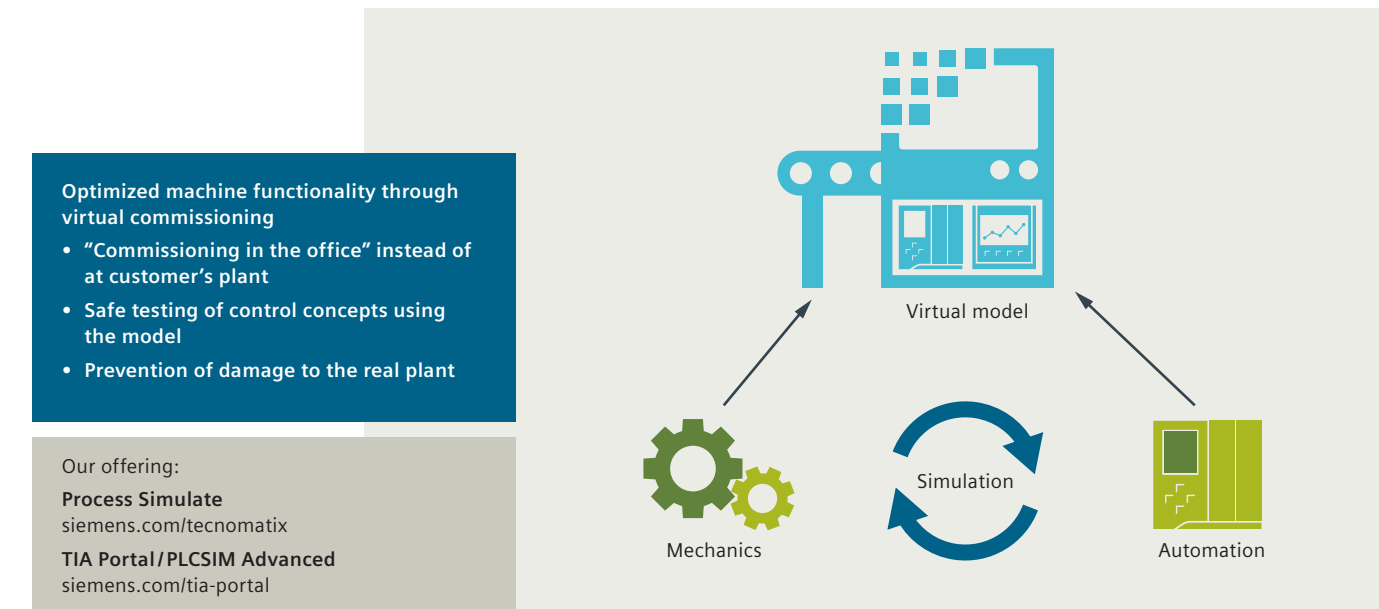 Optimized machine functionality through
virtual commissioning
• “Commissioning in the office” instead of
at customer’s plant
• Safe testing of control concepts using
the model
• Prevention of damage to the real plant
Our offering:
Process Simulate
siemens.com/tecnomatix
TIA Portal/PLCSIM Advanced
siemens.com/tia-portal
Virtual model
Simulation
Mechanics
Automation